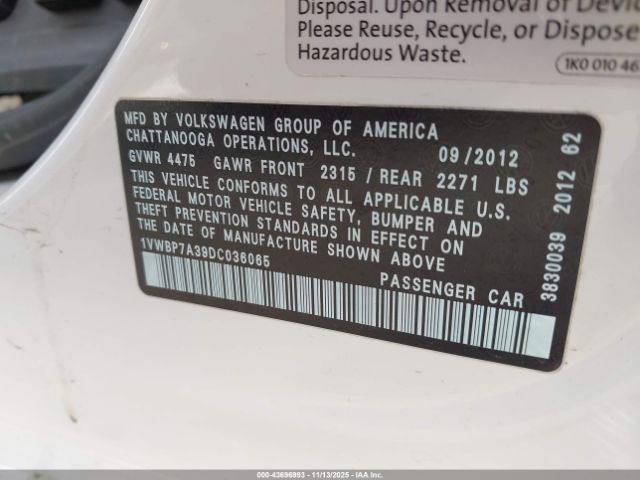 Disposal. Upon Removal of
Please Reuse, Recycle, or Dispose
Hazardous Waste.
1K0 010 46
MFD BY VOLKSWAGEN GROUP OF AMERICA
CHATTANOOGA OPERATIONS, LLC. 09/2012
GVWR 4475 GAWR FRONT 2315 / REAR 2271 LBS
THIS VEHICLE CONFORMS TO ALL APPLICABLE U.S.
FEDERAL MOTOR VEHICLE SAFETY, BUMPER AND
THEFT PREVENTION STANDARDS IN EFFECT ON
THE DATE OF MANUFACTURE SHOWN ABOVE
1VWBP7A39DC036065
PASSENGER CAR
3830039 2012 62
000-43696993 - 11/13/2025 - IAAI.CA